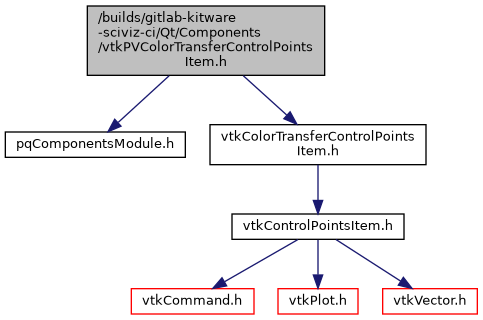 /builds/gitlab-kitware
-sciviz-ci/Qt/Components
/vtkPVColorTransferControlPoints
Item.h
pqComponentsModule.h
vtkColorTransferControlPoints
Item.h
vtkControlPointsItem.h
vtkCommand.h
vtkPlot.h
vtkVector.h